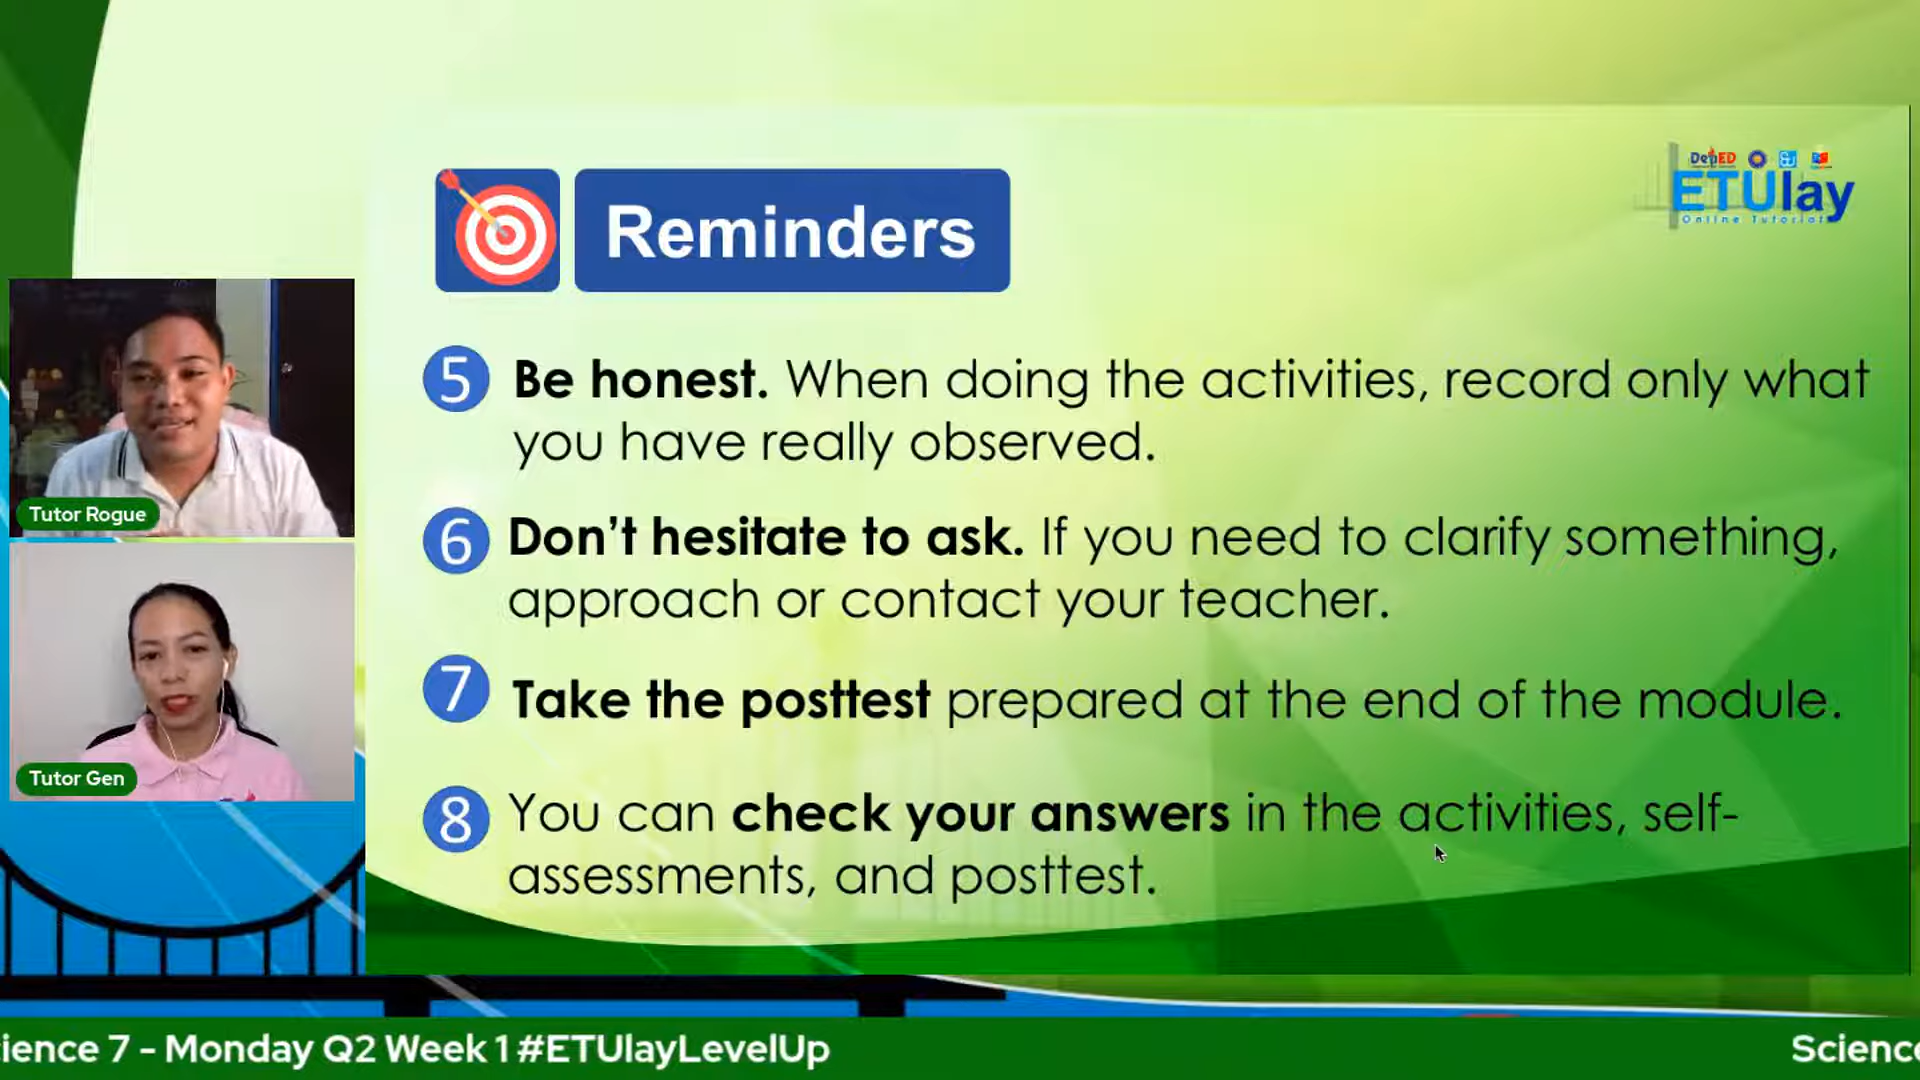 DepED
ETUlay
Online Tutorial
Reminders
5 Be honest. When doing the activities, record only what
you have really observed.
6 Don't hesitate to ask. If you need to clarify something,
approach or contact your teacher.
7 Take the posttest prepared at the end of the module.
8 You can check your answers in the activities, self-
assessments, and posttest.
Tutor Rogue
Tutor Gen
ience 7 - Monday Q2 Week 1 #ETUlayLevelUp
Science